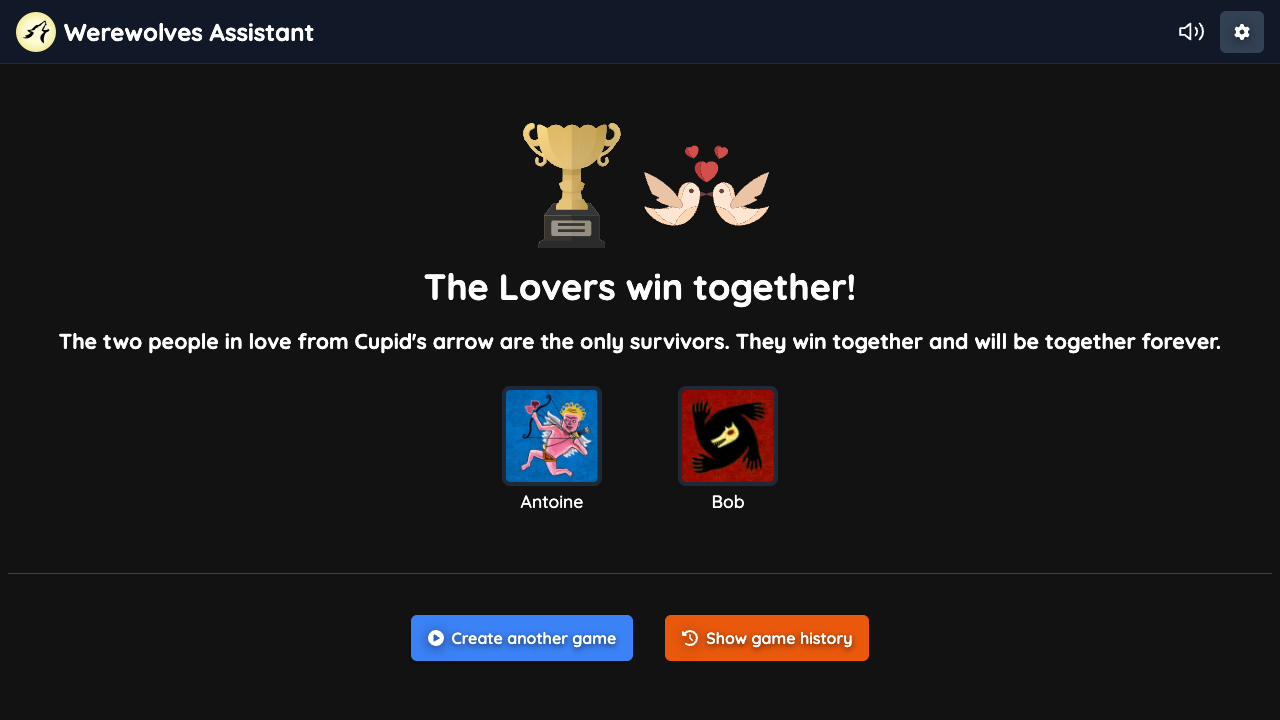 Werewolves Assistant
The Lovers win together!
The two people in love from Cupid's arrow are the only survivors. They win together and will be together forever.
Antoine
Bob
Create another game
Show game history